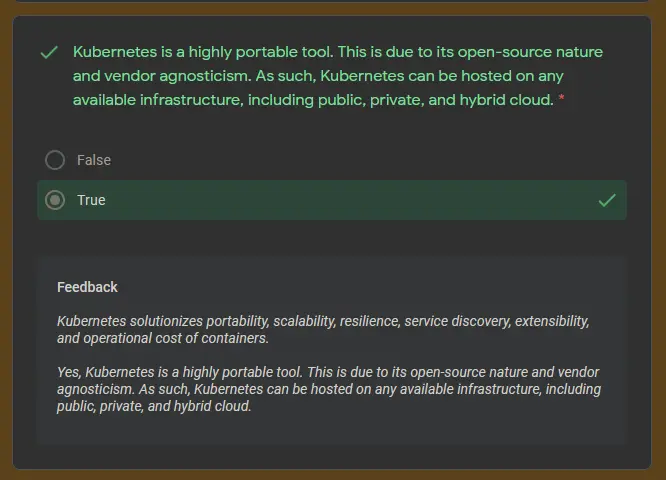 Kubernetes is a highly portable tool. This is due to its open-source nature
and vendor agnosticism. As such, Kubernetes can be hosted on any
available infrastructure, including public, private, and hybrid cloud. *
False
True
Feedback
Kubernetes solutionizes portability, scalability, resilience, service discovery, extensibility,
and operational cost of containers.
Yes, Kubernetes is a highly portable tool. This is due to its open-source nature and vendor
agnosticism. As such, Kubernetes can be hosted on any available infrastructure, including
public, private, and hybrid cloud.